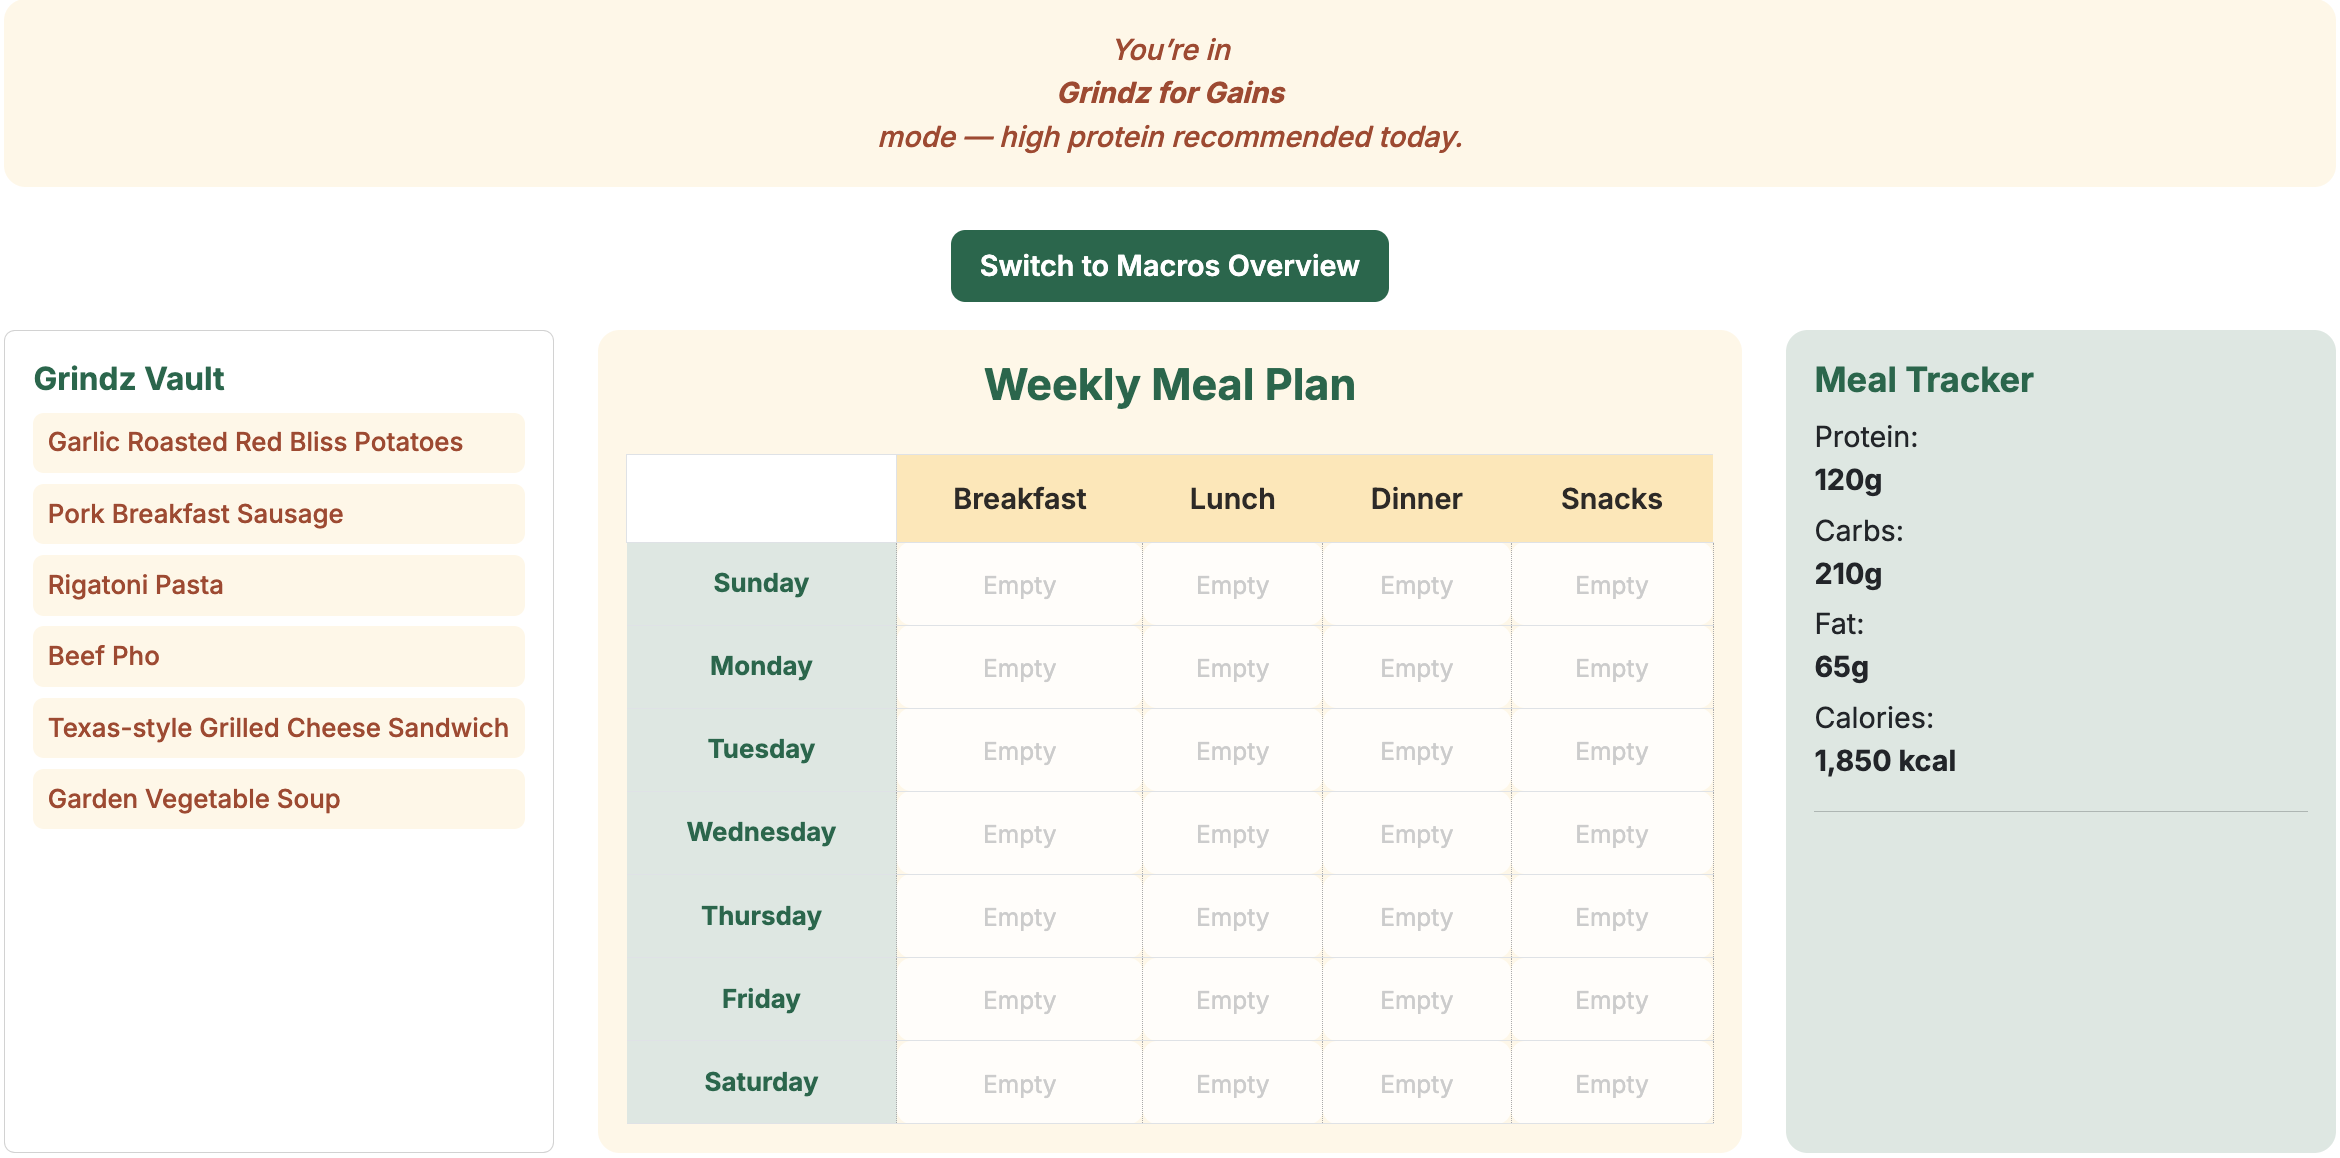 You're in
Grindz for Gains
mode — high protein recommended today.
Switch to Macros Overview
Grindz Vault
Garlic Roasted Red Bliss Potatoes
Pork Breakfast Sausage
Rigatoni Pasta
Beef Pho
Texas-style Grilled Cheese Sandwich
Garden Vegetable Soup
Weekly Meal Plan
Breakfast Lunch Dinner Snacks
Sunday Empty Empty Empty Empty
Monday Empty Empty Empty Empty
Tuesday Empty Empty Empty Empty
Wednesday Empty Empty Empty Empty
Thursday Empty Empty Empty Empty
Friday Empty Empty Empty Empty
Saturday Empty Empty Empty Empty
Meal Tracker
Protein:
120g
Carbs:
210g
Fat:
65g
Calories:
1,850 kcal